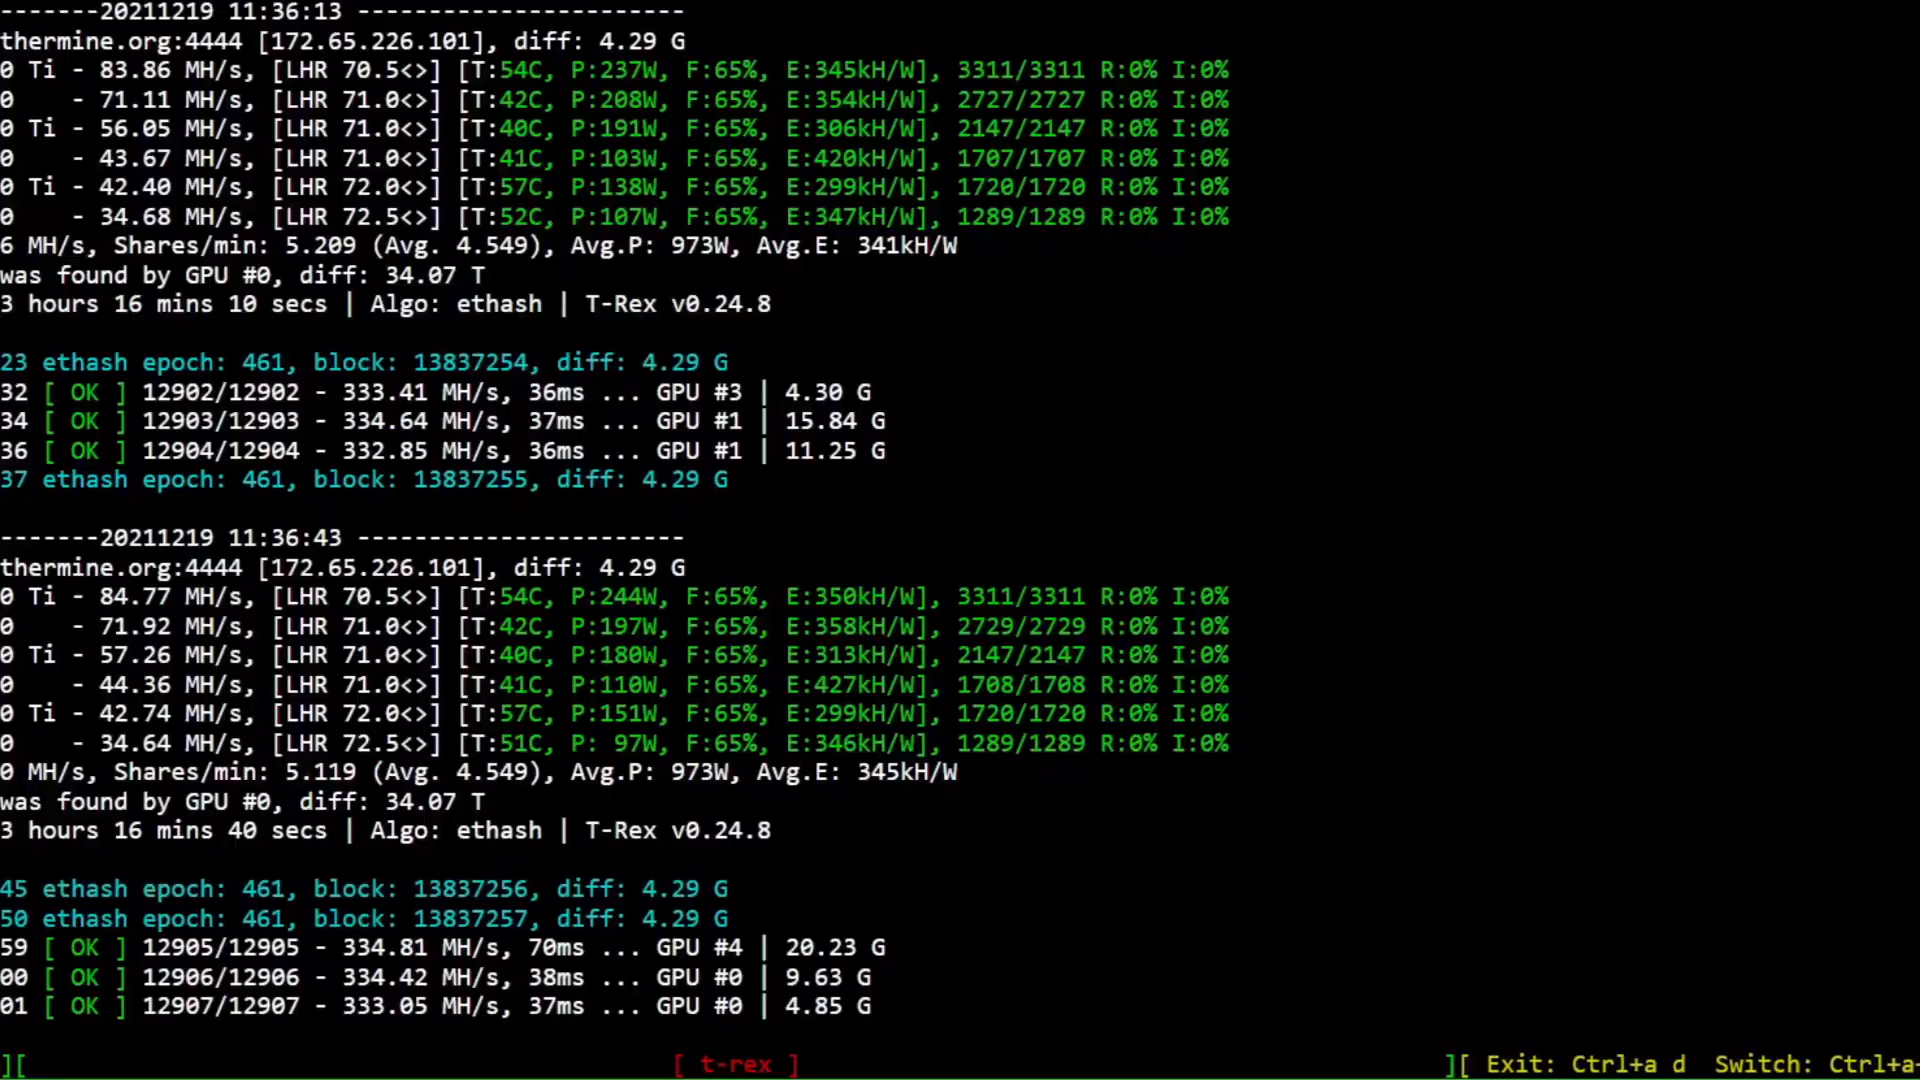 -------20211219 11:36:13 -----------------------
thermine.org:4444 [172.65.226.101], diff: 4.29 G
0 Ti - 83.86 MH/s, [LHR 70.5<>] [T:54C, P:237W, F:65%, E:345kH/W], 3311/3311 R:0% I:0%
0    - 71.11 MH/s, [LHR 71.0<>] [T:42C, P:208W, F:65%, E:354kH/W], 2727/2727 R:0% I:0%
0 Ti - 56.05 MH/s, [LHR 71.0<>] [T:40C, P:191W, F:65%, E:306kH/W], 2147/2147 R:0% I:0%
0    - 43.67 MH/s, [LHR 71.0<>] [T:41C, P:103W, F:65%, E:420kH/W], 1707/1707 R:0% I:0%
0 Ti - 42.40 MH/s, [LHR 72.0<>] [T:57C, P:138W, F:65%, E:299kH/W], 1720/1720 R:0% I:0%
0    - 34.68 MH/s, [LHR 72.5<>] [T:52C, P:107W, F:65%, E:347kH/W], 1289/1289 R:0% I:0%
6 MH/s, Shares/min: 5.209 (Avg. 4.549), Avg.P: 973W, Avg.E: 341kH/W
was found by GPU #0, diff: 34.07 T
3 hours 16 mins 10 secs | Algo: ethash | T-Rex v0.24.8
23 ethash epoch: 461, block: 13837254, diff: 4.29 G
32 [ OK ] 12902/12902 - 333.41 MH/s, 36ms ... GPU #3 | 4.30 G
34 [ OK ] 12903/12903 - 334.64 MH/s, 37ms ... GPU #1 | 15.84 G
36 [ OK ] 12904/12904 - 332.85 MH/s, 36ms ... GPU #1 | 11.25 G
37 ethash epoch: 461, block: 13837255, diff: 4.29 G
-------20211219 11:36:43 -----------------------
thermine.org:4444 [172.65.226.101], diff: 4.29 G
0 Ti - 84.77 MH/s, [LHR 70.5<>] [T:54C, P:244W, F:65%, E:350kH/W], 3311/3311 R:0% I:0%
0    - 71.92 MH/s, [LHR 71.0<>] [T:42C, P:197W, F:65%, E:358kH/W], 2729/2729 R:0% I:0%
0 Ti - 57.26 MH/s, [LHR 71.0<>] [T:40C, P:180W, F:65%, E:313kH/W], 2147/2147 R:0% I:0%
0    - 44.36 MH/s, [LHR 71.0<>] [T:41C, P:110W, F:65%, E:427kH/W], 1708/1708 R:0% I:0%
0 Ti - 42.74 MH/s, [LHR 72.0<>] [T:57C, P:151W, F:65%, E:299kH/W], 1720/1720 R:0% I:0%
0    - 34.64 MH/s, [LHR 72.5<>] [T:51C, P: 97W, F:65%, E:346kH/W], 1289/1289 R:0% I:0%
0 MH/s, Shares/min: 5.119 (Avg. 4.549), Avg.P: 973W, Avg.E: 345kH/W
was found by GPU #0, diff: 34.07 T
3 hours 16 mins 40 secs | Algo: ethash | T-Rex v0.24.8
45 ethash epoch: 461, block: 13837256, diff: 4.29 G
50 ethash epoch: 461, block: 13837257, diff: 4.29 G
59 [ OK ] 12905/12905 - 334.81 MH/s, 70ms ... GPU #4 | 20.23 G
00 [ OK ] 12906/12906 - 334.42 MH/s, 38ms ... GPU #0 | 9.63 G
01 [ OK ] 12907/12907 - 333.05 MH/s, 37ms ... GPU #0 | 4.85 G
][ [ t-rex ] ][ Exit: Ctrl+a d  Switch: Ctrl+a-